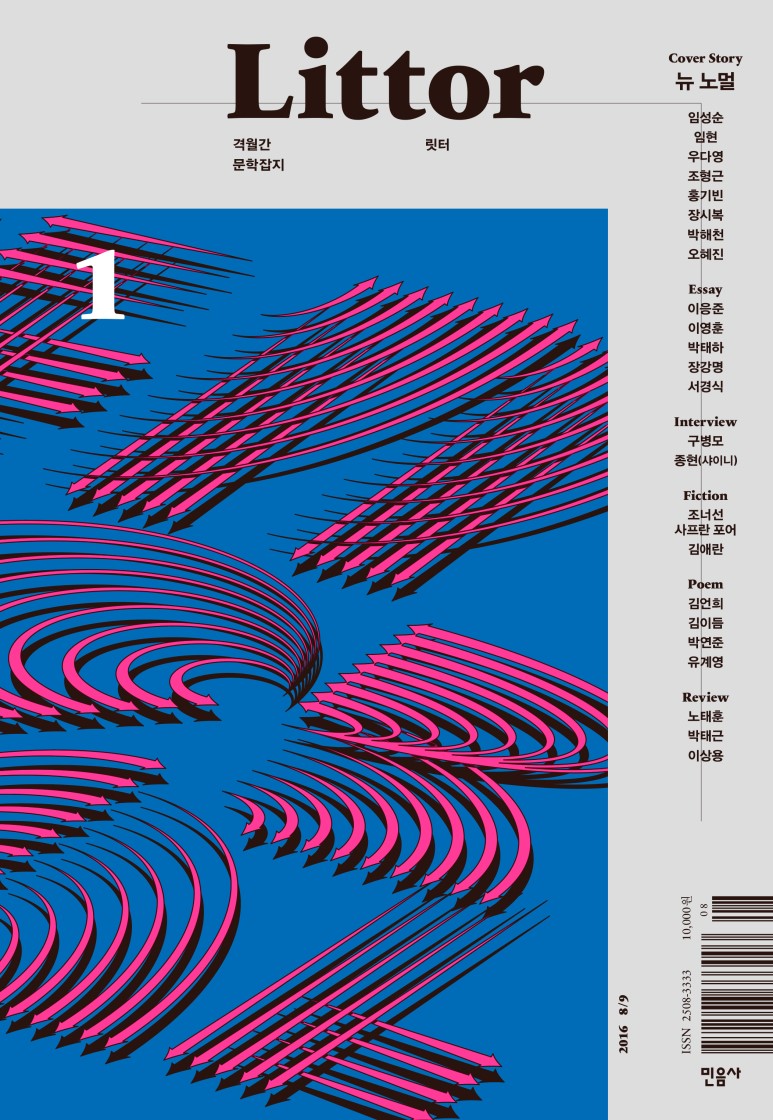 Littor
격월간
문학잡지
릿터
1
Cover Story
뉴 노멀
임성순
임현
우다영
조형근
홍기빈
장시복
박해천
오혜진
Essay
이응준
이영훈
박태하
장강명
서경식
Interview
구병모
종현(샤이니)
Fiction
조너선
사프란 포어
김애란
Poem
김언희
김이듬
박연준
유계영
Review
노태훈
박태근
이상용
10,000원
08
ISSN 2508-3333
2016 8/9
민음사